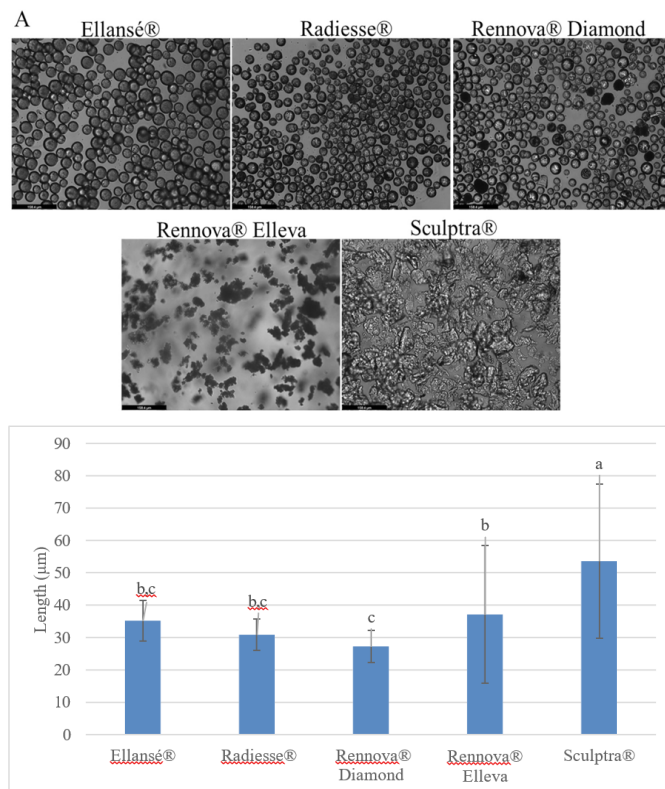 A
Ellansé®
Radiesse®
Rennova® Diamond
Rennova® Elleva
Sculptra®
90
80
70
60
50
40
30
20
10
0
Length (µm)
b,c
b,c
c
b
a
Ellansé®
Radiesse®
Rennova®
Diamond
Rennova®
Elleva
Sculptra®